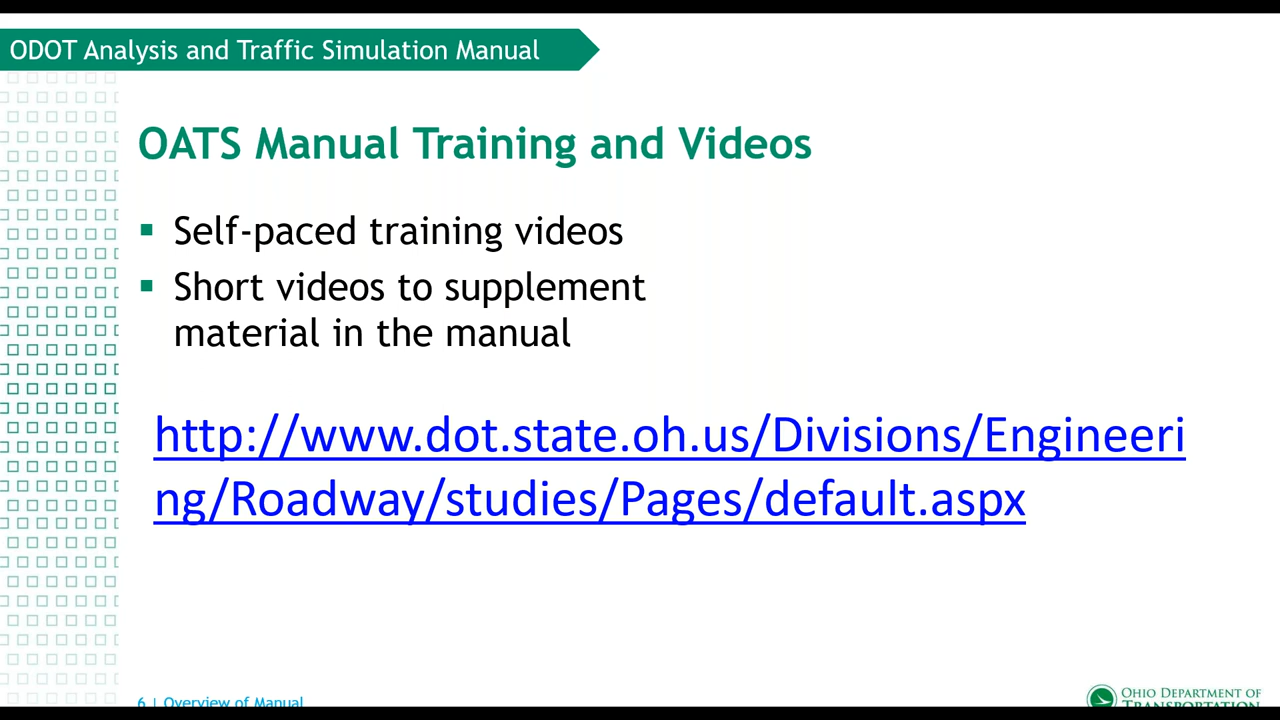 ODOT Analysis and Traffic Simulation Manual
OATS Manual Training and Videos
▪ Self-paced training videos
▪ Short videos to supplement
material in the manual
http://www.dot.state.oh.us/Divisions/Engineeri
ng/Roadway/studies/Pages/default.aspx
6 | Overview of Manual
OHIO DEPARTMENT OF
TRANSPORTATION